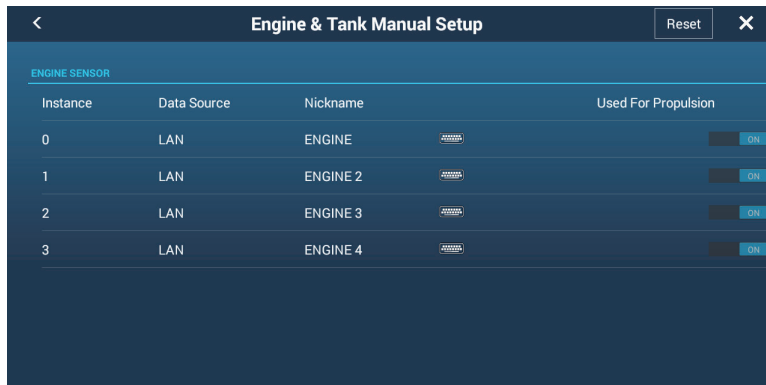 Engine & Tank Manual Setup Reset
ENGINE SENSOR
Instance Data Source Nickname Used For Propulsion
0 LAN ENGINE ON
1 LAN ENGINE 2 ON
2 LAN ENGINE 3 ON
3 LAN ENGINE 4 ON